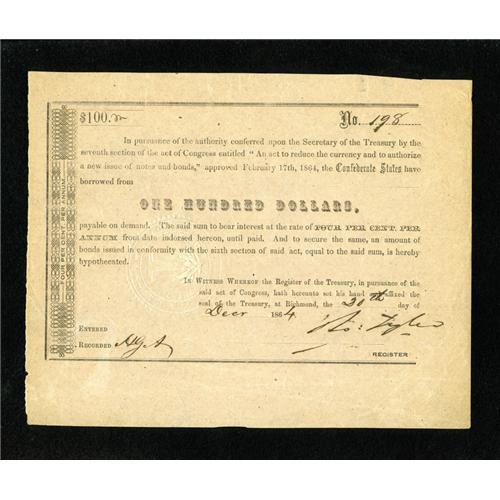 $100.
No. 198
In pursuance of the authority conferred upon the Secretary of the Treasury by the
seventh section of the act of Congress entitled "An act to reduce the currency and to authorize
a new issue of notes and bonds," approved February 17th, 1864, the Confederate States have
borrowed from
ONE HUNDRED DOLLARS,
payable on demand. The said sum to bear interest at the rate of FOUR PER CENT. PER
ANNUM from date indorsed hereon, until paid. And to secure the same, an amount of
bonds issued in conformity with the sixth section of said act, equal to the said sum, is hereby
hypothecated.
In Witness Whereof the Register of the Treasury, in pursuance of the
said act of Congress, hath hereunto set his hand and affixed the
seal of the Treasury, at Richmond, the 30th day of
Decr 1864.
Ro: Tyler
ENTERED
RECORDED
REGISTER
FOUR PER CENT. PER ANNUM